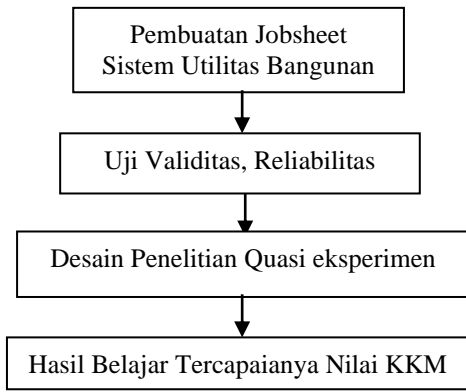 Pembuatan Jobsheet
Sistem Utilitas Bangunan
Uji Validitas, Reliabilitas
Desain Penelitian Quasi eksperimen
Hasil Belajar Tercapaianya Nilai KKM